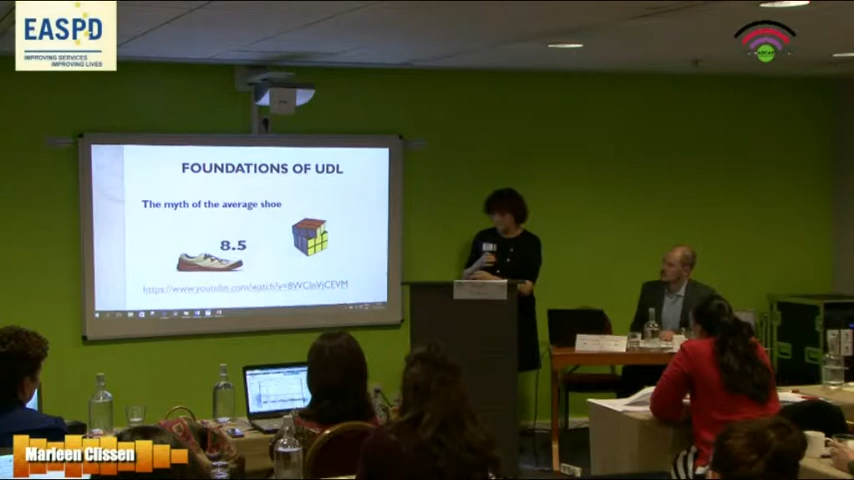 EASPD
IMPROVING SERVICES
IMPROVING LIVES
FOUNDATIONS OF UDL
The myth of the average shoe
8.5
Marleen Clissen